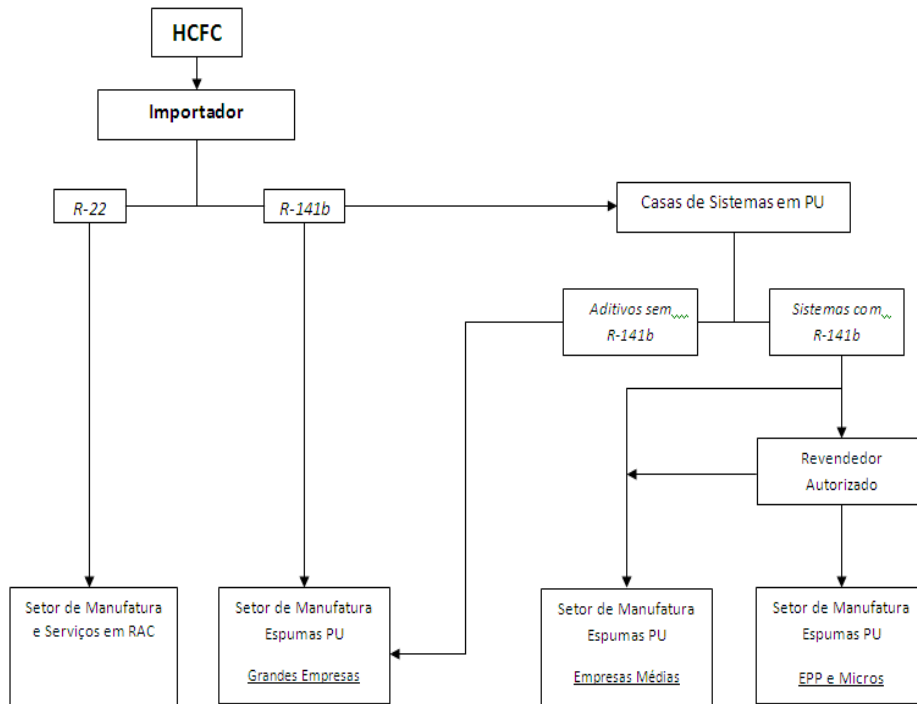 HCFC
Importador
R-22
R-141b
Casas de Sistemas em PU
Aditivos sem
R-141b
Sistemas com
R-141b
Revendedor
Autorizado
Setor de Manufatura
e Serviços em RAC
Setor de Manufatura
Espumas PU
Grandes Empresas
Setor de Manufatura
Espumas PU
Empresas Médias
Setor de Manufatura
Espumas PU
EPP e Micros